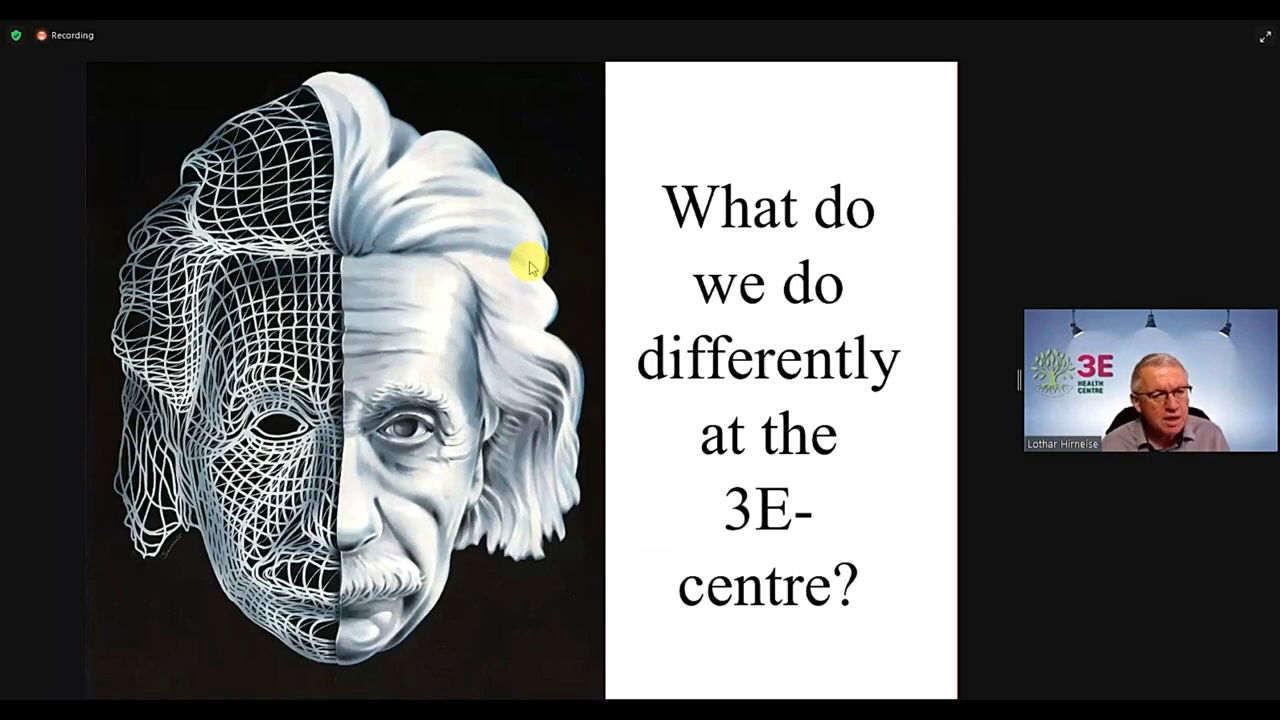 Recording
What do
we do
differently
at the
3E-
centre?
3E
HEALTH
CENTRE
Lothar Hirneise